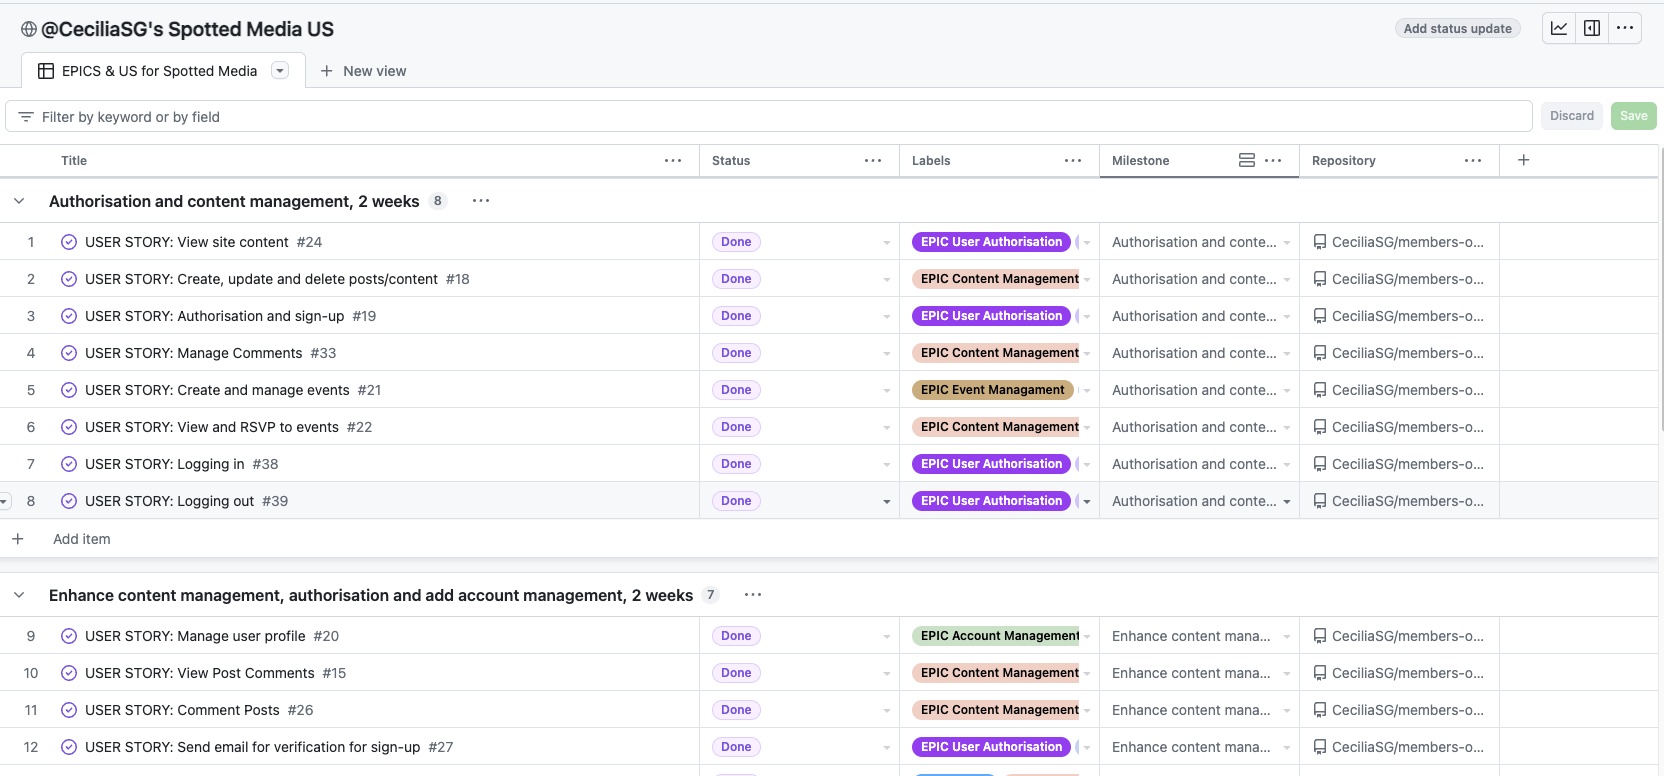 @CeciliaSG's Spotted Media US
Add status update
EPICS & US for Spotted Media
New view
Filter by keyword or by field
Discard
Save
Title Status Labels Milestone Repository
Authorisation and content management, 2 weeks 8
1 USER STORY: View site content #24 Done EPIC User Authorisation Authorisation and conte... CeciliaSG/members-o...
2 USER STORY: Create, update and delete posts/content #18 Done EPIC Content Management Authorisation and conte... CeciliaSG/members-o...
3 USER STORY: Authorisation and sign-up #19 Done EPIC User Authorisation Authorisation and conte... CeciliaSG/members-o...
4 USER STORY: Manage Comments #33 Done EPIC Content Management Authorisation and conte... CeciliaSG/members-o...
5 USER STORY: Create and manage events #21 Done EPIC Event Managament Authorisation and conte... CeciliaSG/members-o...
6 USER STORY: View and RSVP to events #22 Done EPIC Content Management Authorisation and conte... CeciliaSG/members-o...
7 USER STORY: Logging in #38 Done EPIC User Authorisation Authorisation and conte... CeciliaSG/members-o...
8 USER STORY: Logging out #39 Done EPIC User Authorisation Authorisation and conte... CeciliaSG/members-o...
Add item
Enhance content management, authorisation and add account management, 2 weeks 7
9 USER STORY: Manage user profile #20 Done EPIC Account Management Enhance content mana... CeciliaSG/members-o...
10 USER STORY: View Post Comments #15 Done EPIC Content Management Enhance content mana... CeciliaSG/members-o...
11 USER STORY: Comment Posts #26 Done EPIC Content Management Enhance content mana... CeciliaSG/members-o...
12 USER STORY: Send email for verification for sign-up #27 Done EPIC User Authorisation Enhance content mana... CeciliaSG/members-o...